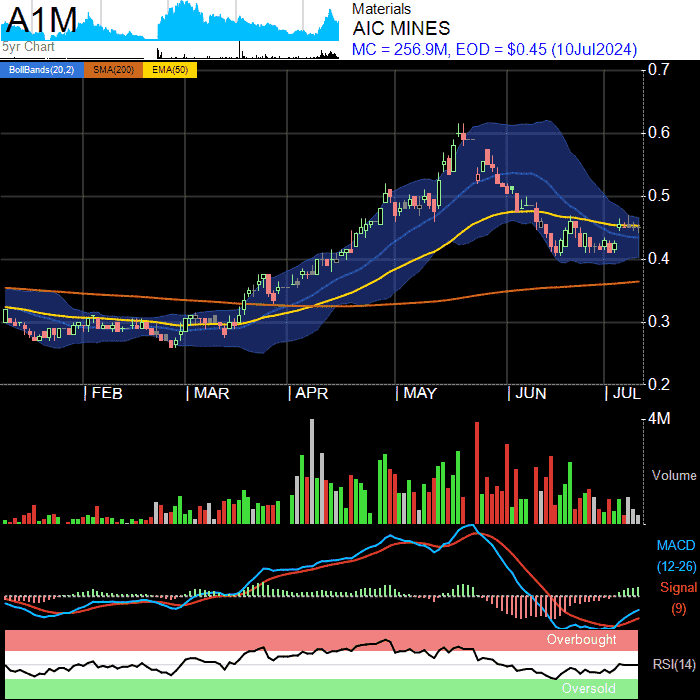 A1M
5yr Chart
Materials
AIC MINES
MC = 256.9M, EOD = $0.45 (10Jul2024)
BollBands(20,2) SMA(200) EMA(50)
0.7
0.6
0.5
0.4
0.3
0.2
FEB MAR APR MAY JUN JUL
4M
Volume
MACD
(12-26)
Signal
(9)
Overbought
RSI(14)
Oversold